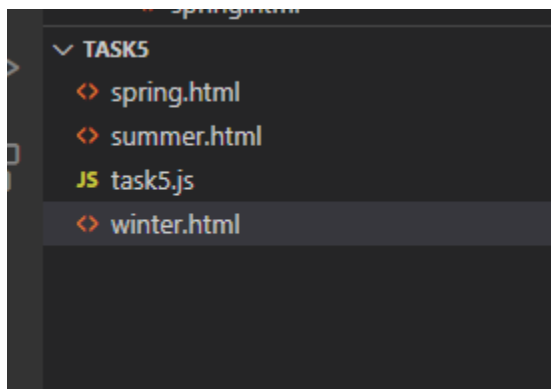 TASK5
<> spring.html
<> summer.html
JS task5.js
<> winter.html